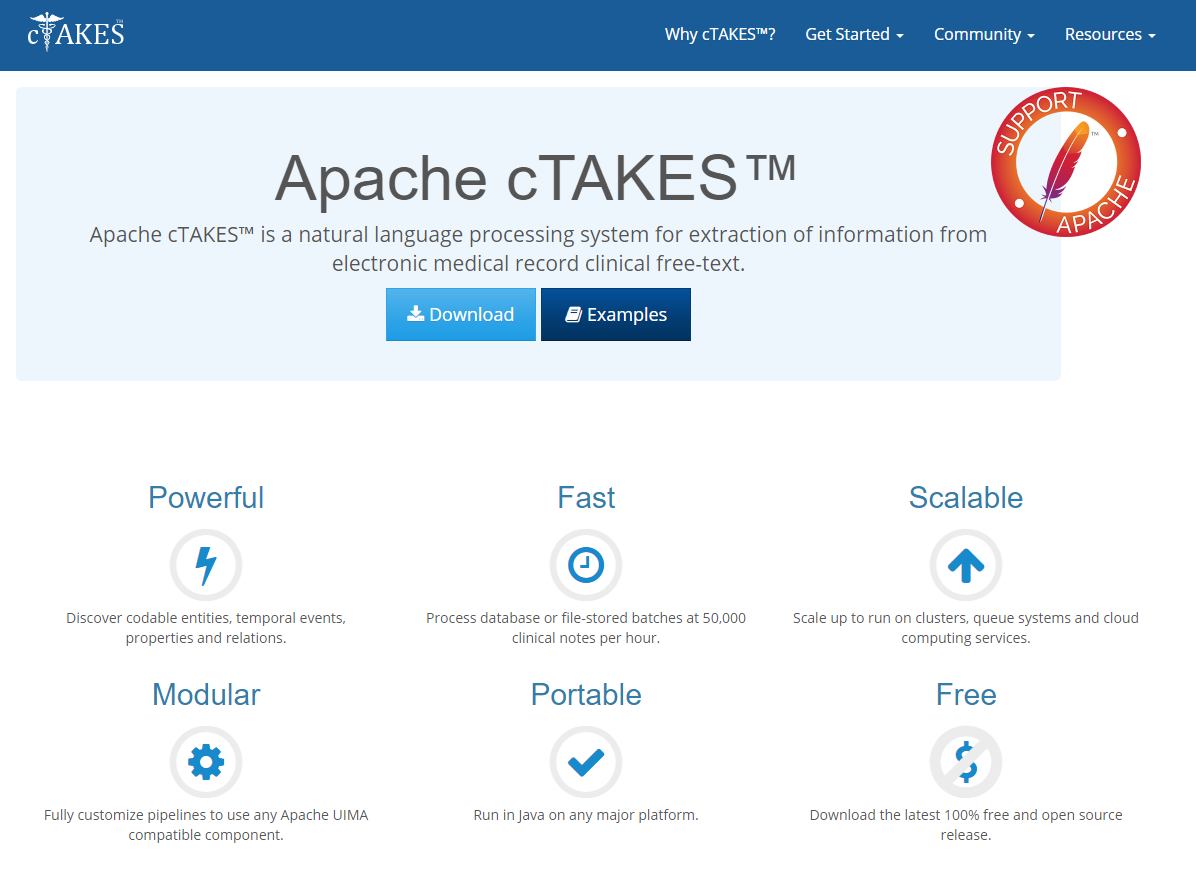 cTAKES™
Why cTAKES™?
Get Started
Community
Resources
SUPPORT
APACHE
™
Apache cTAKES™
Apache cTAKES™ is a natural language processing system for extraction of information from
electronic medical record clinical free-text.
Download
Examples
Powerful
Fast
Scalable
Discover codable entities, temporal events,
properties and relations.
Process database or file-stored batches at 50,000
clinical notes per hour.
Scale up to run on clusters, queue systems and cloud
computing services.
Modular
Portable
Free
Fully customize pipelines to use any Apache UIMA
compatible component.
Run in Java on any major platform.
Download the latest 100% free and open source
release.